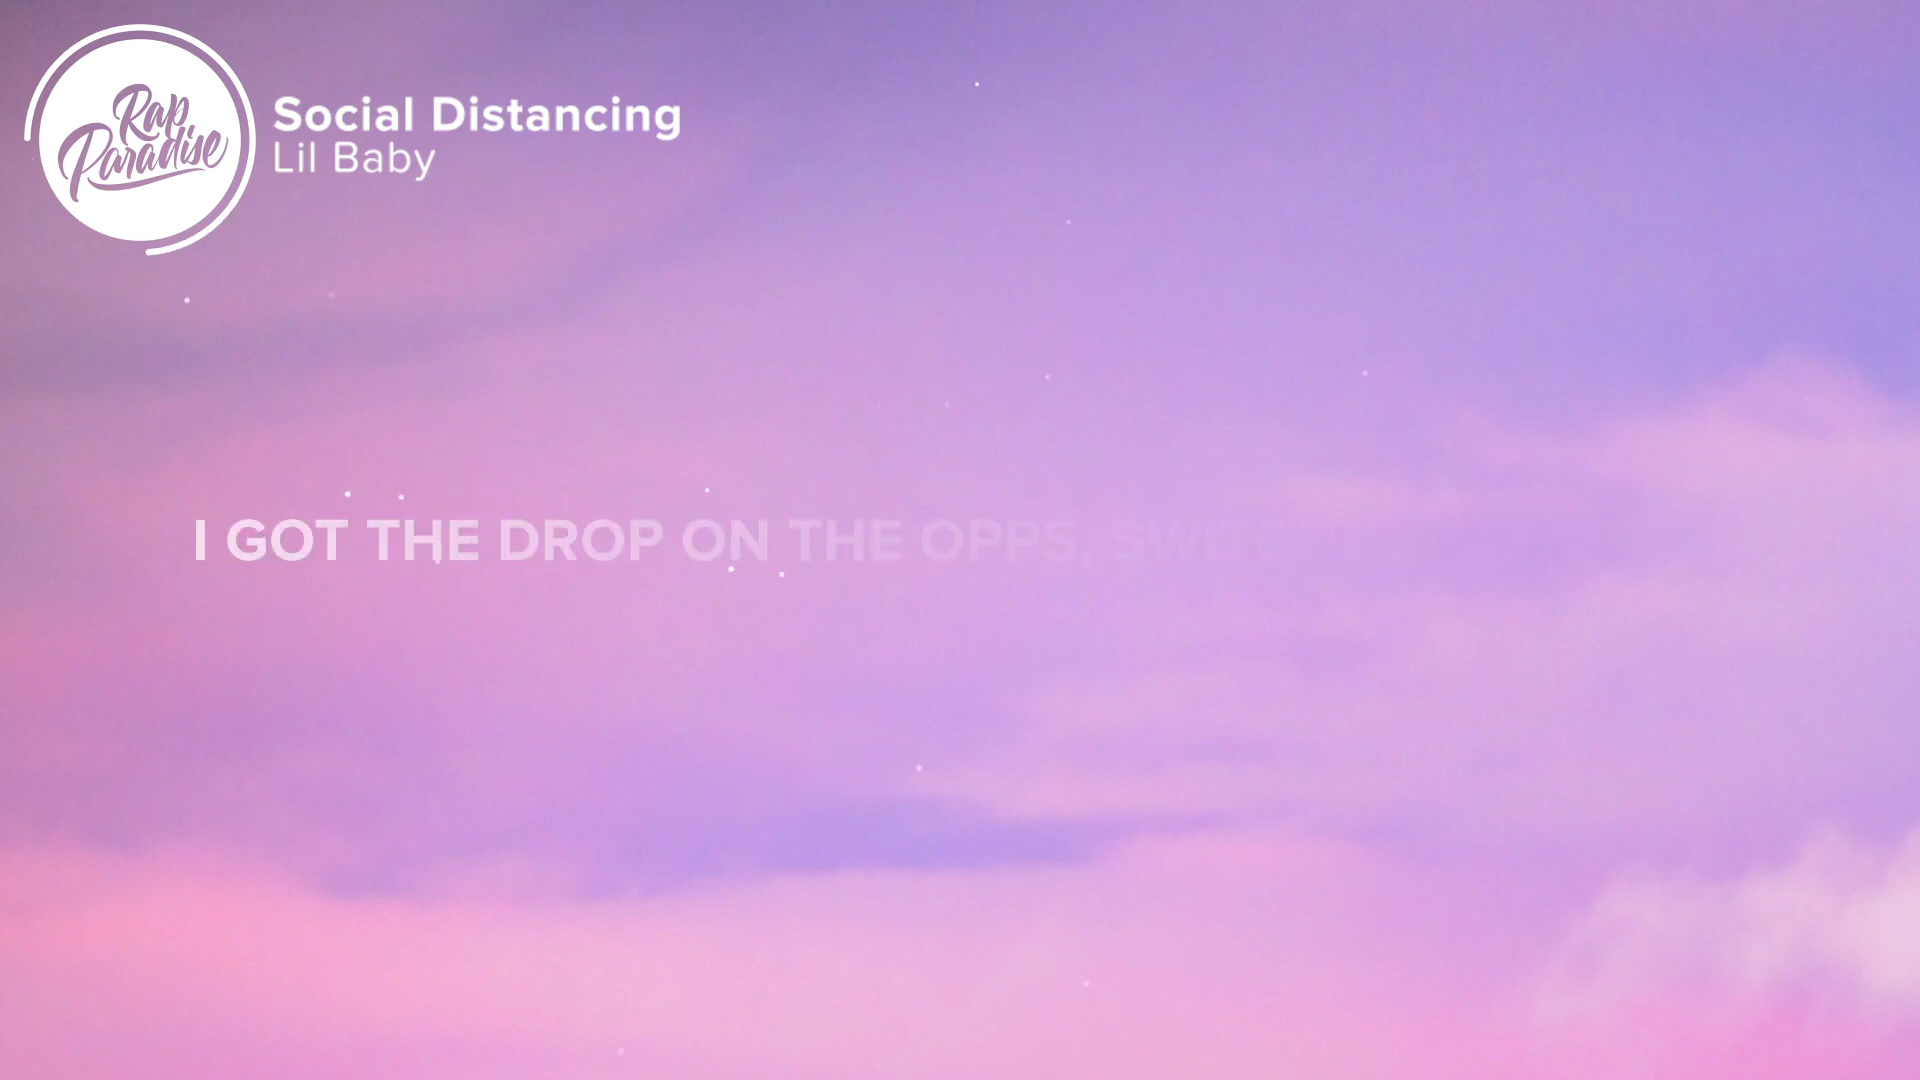 Rap
Paradise
Social Distancing
Lil Baby
I GOT THE DROP ON THE OPPS,